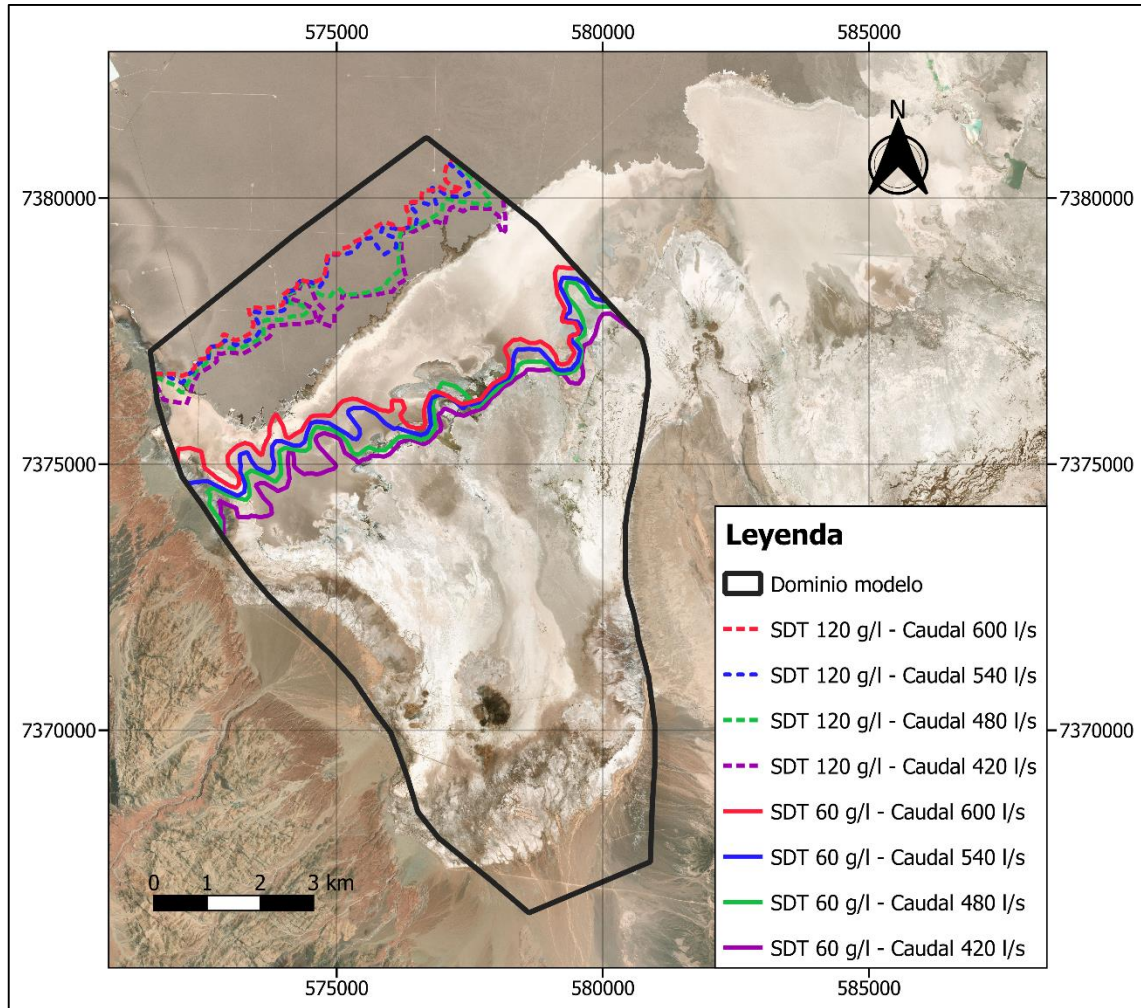 575000 580000 585000
N
7380000 7380000
7375000 7375000
Leyenda
Dominio modelo
SDT 120 g/l - Caudal 600 l/s
SDT 120 g/l - Caudal 540 l/s
SDT 120 g/l - Caudal 480 l/s
7370000 7370000
SDT 120 g/l - Caudal 420 l/s
SDT 60 g/l - Caudal 600 l/s
SDT 60 g/l - Caudal 540 l/s
0 1 2 3 km
SDT 60 g/l - Caudal 480 l/s
SDT 60 g/l - Caudal 420 l/s
575000 580000 585000